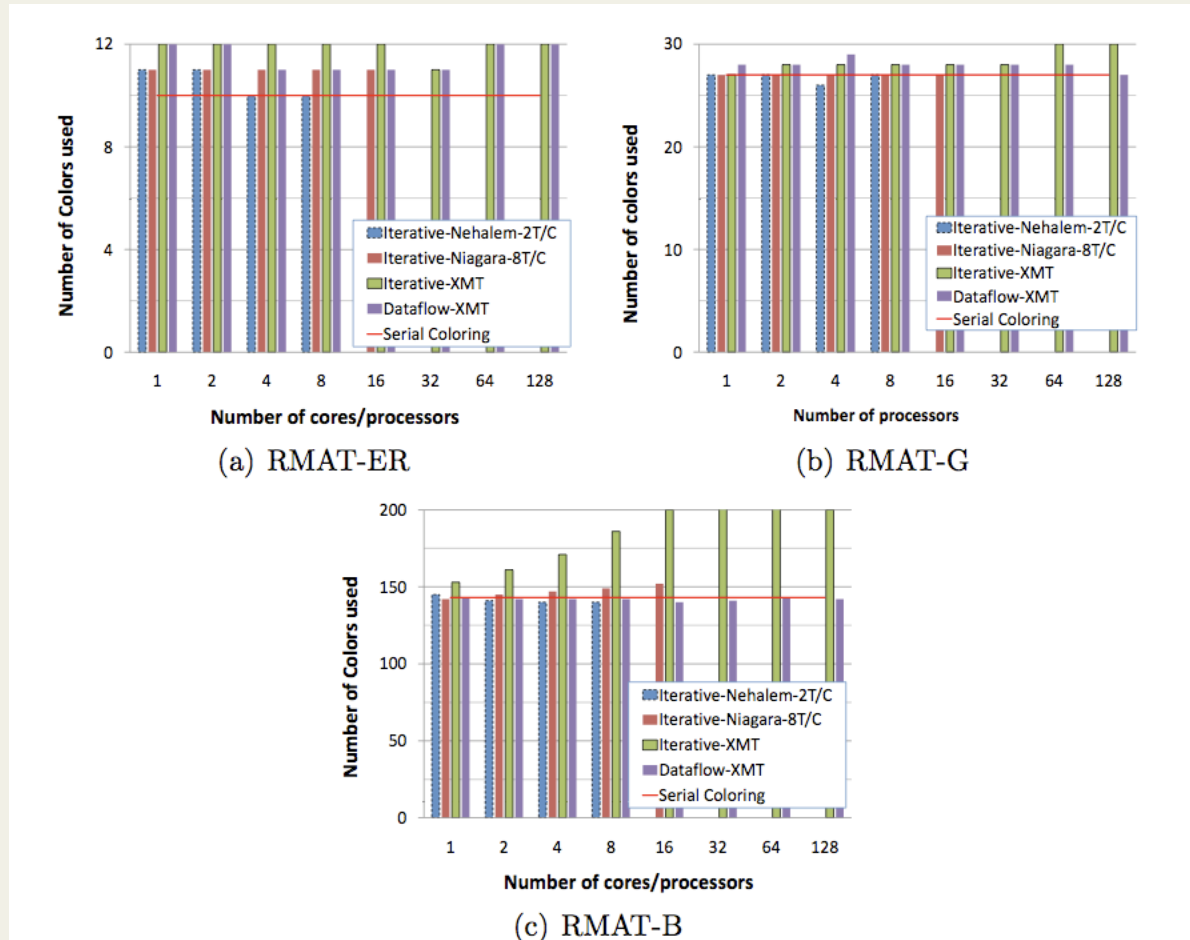 12
8
4
0
Number of Colors used
Iterative-Nehalem-2T/C
Iterative-Niagara-8T/C
Iterative-XMT
Dataflow-XMT
Serial Coloring
1 2 4 8 16 32 64 128
Number of cores/processors
(a) RMAT-ER
30
20
10
0
Number of colors used
Iterative-Nehalem-2T/C
Iterative-Niagara-8T/C
Iterative-XMT
Dataflow-XMT
Serial Coloring
1 2 4 8 16 32 64 128
Number of processors
(b) RMAT-G
200
150
100
50
0
Number of Colors used
Iterative-Nehalem-2T/C
Iterative-Niagara-8T/C
Iterative-XMT
Dataflow-XMT
Serial Coloring
1 2 4 8 16 32 64 128
Number of cores/processors
(c) RMAT-B